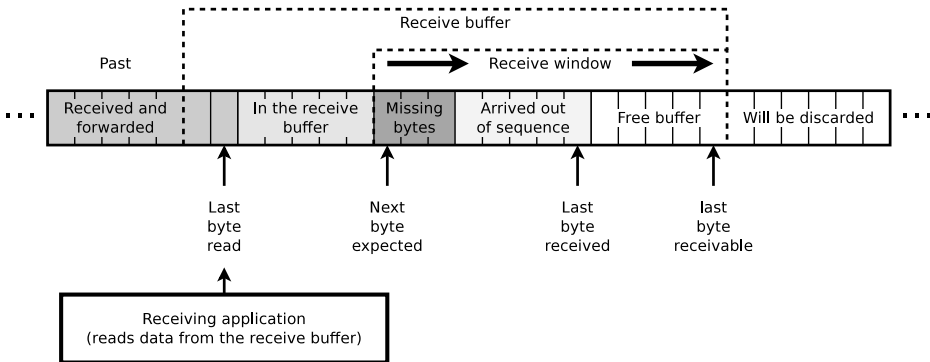 Receive buffer
Past
Receive window
Received and
forwarded
In the receive
buffer
Missing
bytes
Arrived out
of sequence
Free buffer
Will be discarded
Last
byte
read
Next
byte
expected
Last
byte
received
last
byte
receivable
Receiving application
(reads data from the receive buffer)